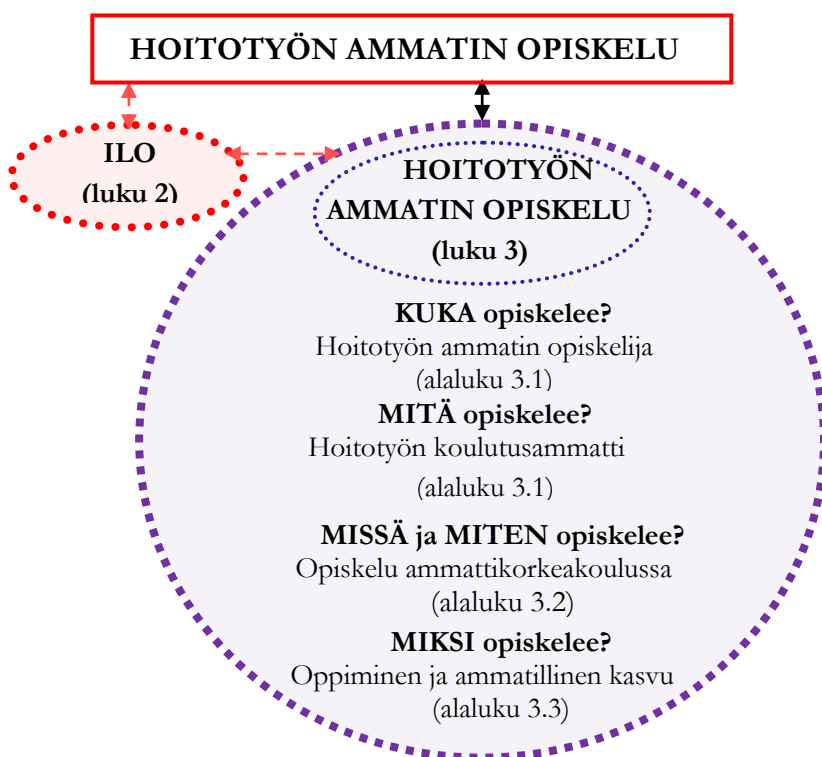 HOITOTYÖN AMMATIN OPISKELU
ILO
(luku 2)
HOITOTYÖN
AMMATIN OPISKELU
(luku 3)
KUKA opiskelee?
Hoitotyön ammatin opiskelija
(alaluku 3.1)
MITÄ opiskelee?
Hoitotyön koulutusammatti
(alaluku 3.1)
MISSÄ ja MITEN opiskelee?
Opiskelu ammattikorkeakoulussa
(alaluku 3.2)
MIKSI opiskelee?
Oppiminen ja ammatillinen kasvu
(alaluku 3.3)